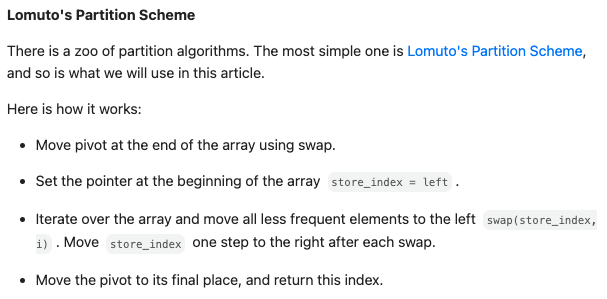 Lomuto's Partition Scheme
There is a zoo of partition algorithms. The most simple one is Lomuto's Partition Scheme,
and so is what we will use in this article.
Here is how it works:
• Move pivot at the end of the array using swap.
• Set the pointer at the beginning of the array store_index = left .
• Iterate over the array and move all less frequent elements to the left swap(store_index,
i) . Move store_index one step to the right after each swap.
• Move the pivot to its final place, and return this index.